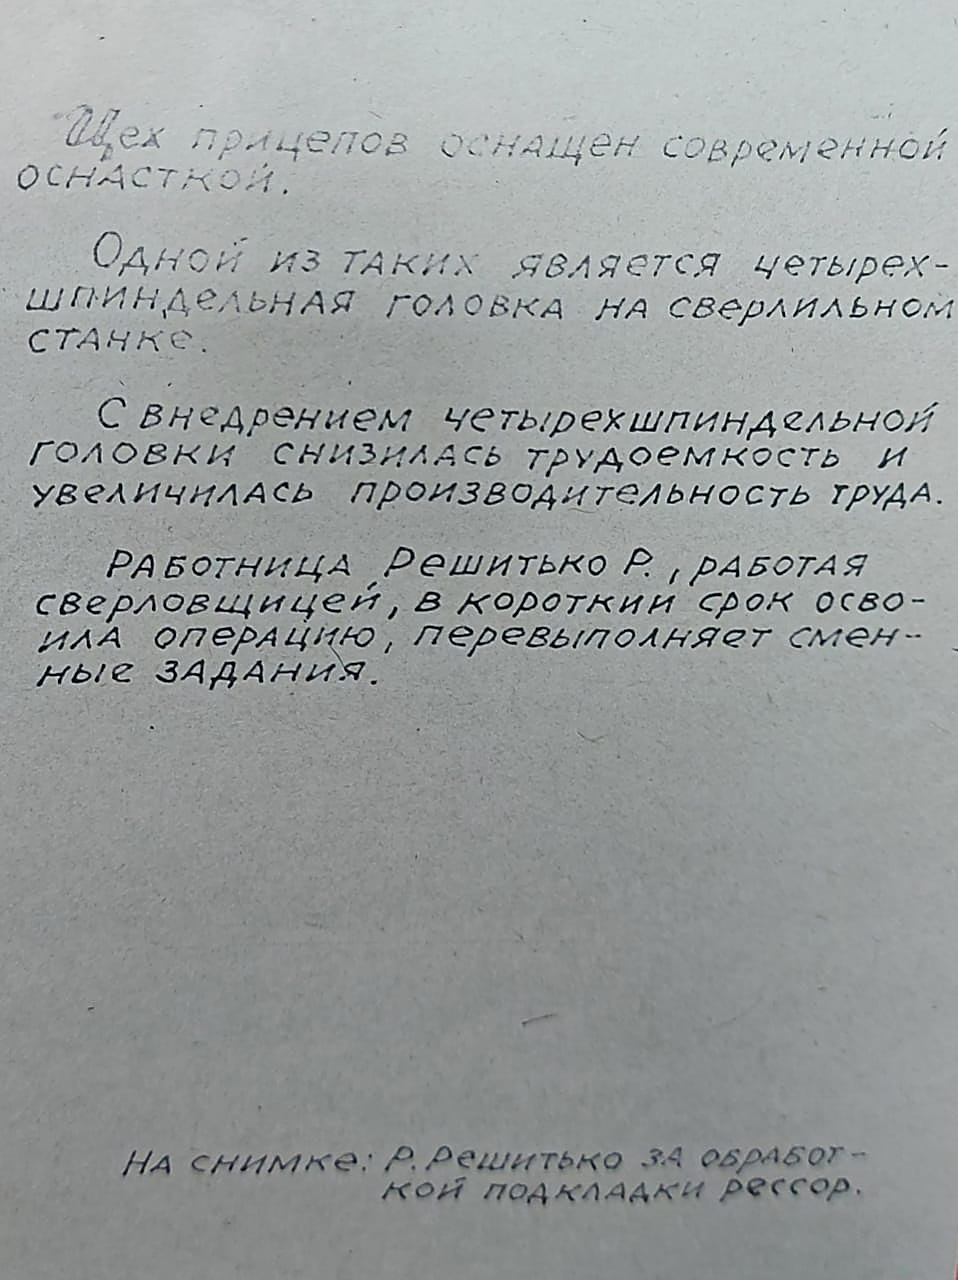 Цех прицепов оснащен современной
оснасткой.
Одной из таких является четырех-
шпиндельная головка на сверлильном
станке.
С внедрением четырехшпиндельной
головки снизилась трудоемкость и
увеличилась производительность труда.
Работница Решитько Р., работая
сверловщицей, в короткий срок осво-
ила операцию, перевыполняет смен-
ные задания.
На снимке: Р. Решитько за обработ-
кой подкладки рессор.